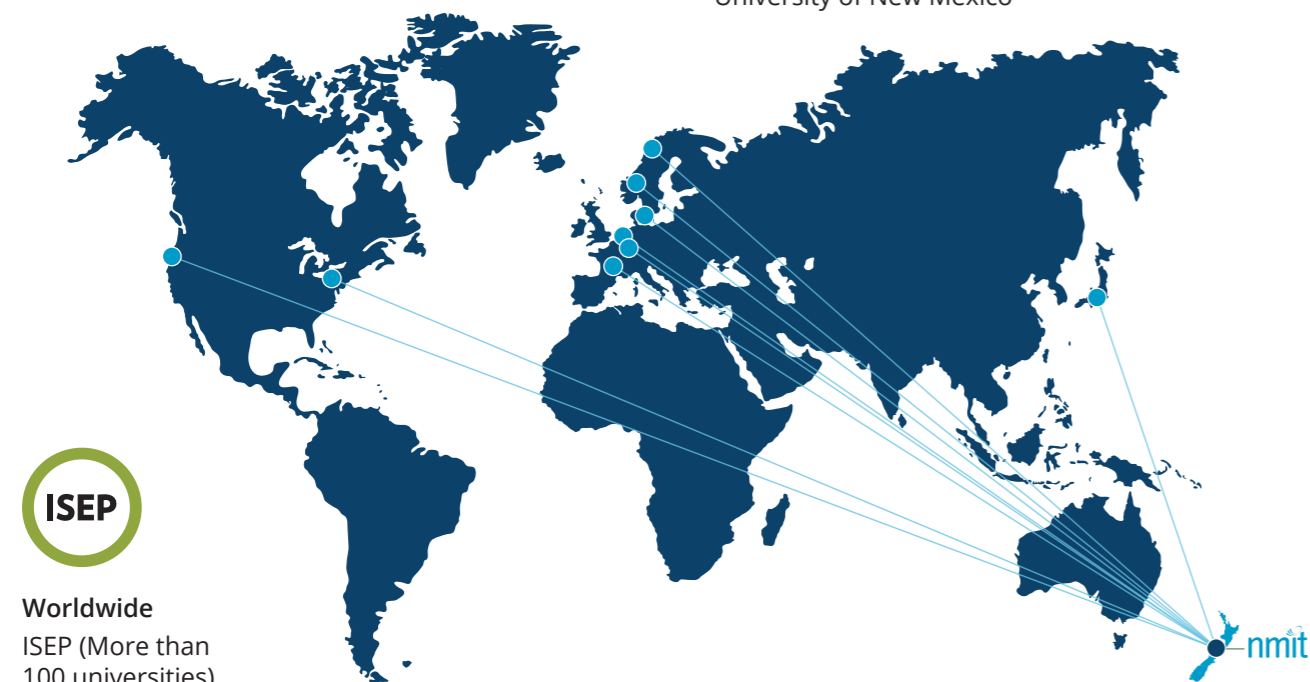 University of New Mexico
ISEP
Worldwide
ISEP (More than
100 universities)
nmit